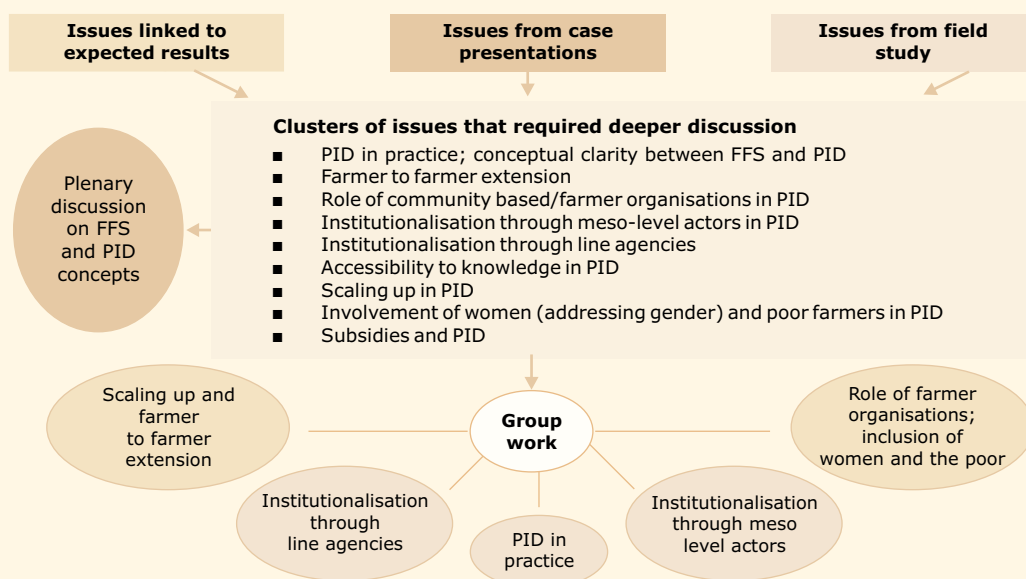 Issues linked to
expected results
Issues from case
presentations
Issues from field
study
Clusters of issues that required deeper discussion
■ PID in practice; conceptual clarity between FFS and PID
■ Farmer to farmer extension
■ Role of community based/farmer organisations in PID
■ Institutionalisation through meso-level actors in PID
■ Institutionalisation through line agencies
■ Accessibility to knowledge in PID
■ Scaling up in PID
■ Involvement of women (addressing gender) and poor farmers in PID
■ Subsidies and PID
Plenary
discussion
on FFS
and PID
concepts
Group
work
Scaling up and
farmer
to farmer
extension
Institutionalisation
through
line agencies
PID in
practice
Institutionalisation
through meso
level actors
Role of farmer
organisations;
inclusion of
women and the poor